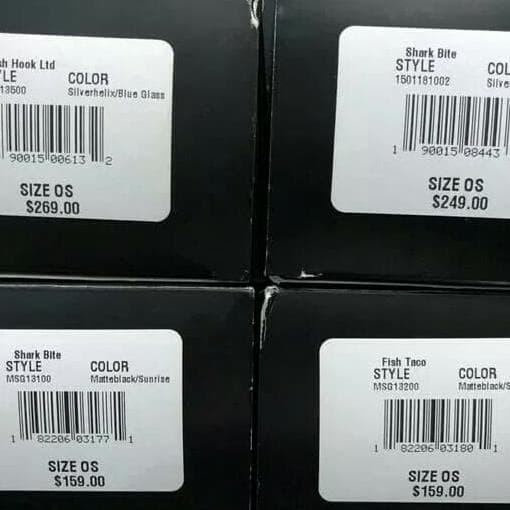 sh Hook Ltd
YLE COLOR
13500 Silverhelix/Blue Glass
90015 00613 2
SIZE OS
$269.00
Shark Bite
STYLE COL
1501181002 Silve
1 90015 08443
SIZE OS
$249.00
Shark Bite
STYLE COLOR
MSG13100 Matteblack/Sunrise
1 82206 03177 1
SIZE OS
$159.00
Fish Taco
STYLE COLOR
MSG13200 Matteblack/S
1 82206 03180 1
SIZE OS
$159.00